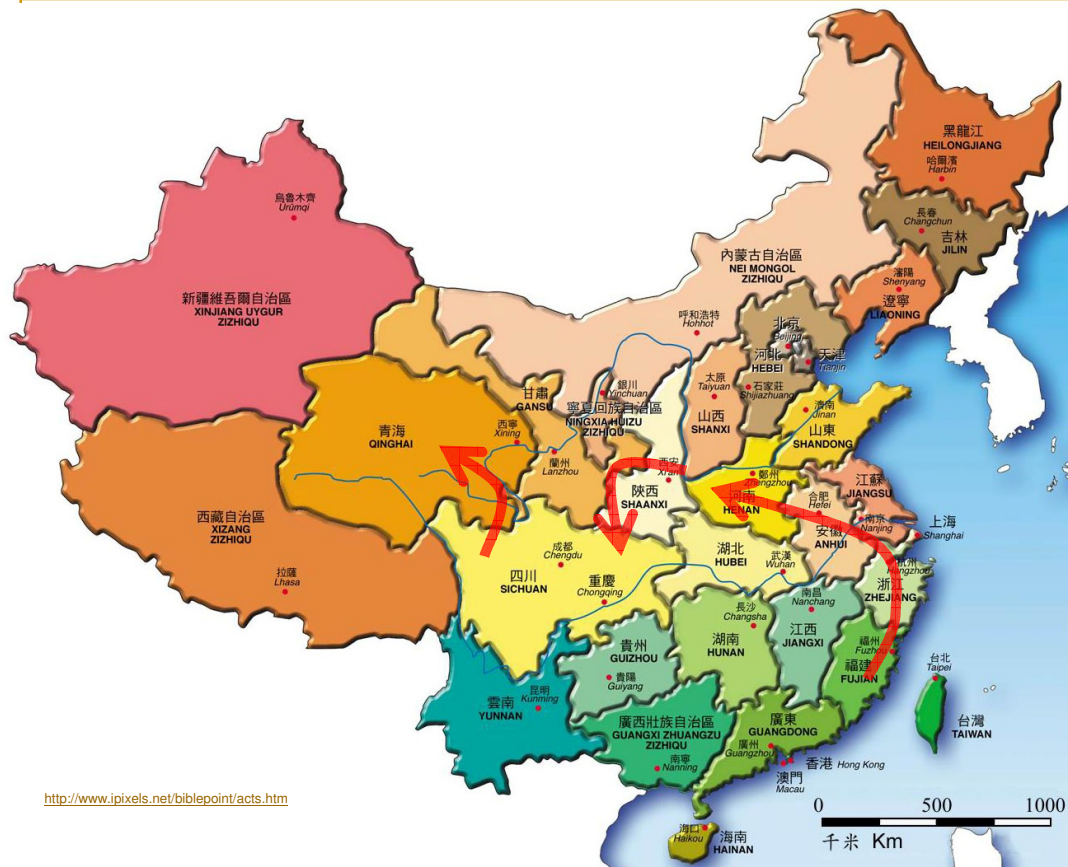 黑龍江
HEILONGJIANG
哈爾濱
Harbin
長春
Changchun
吉林
JILIN
瀋陽
Shenyang
遼寧
LIAONING
內蒙古自治區
NEI MONGOL
ZIZHIQU
呼和浩特
Hohhot
烏魯木齊
Urümqi
新疆維吾爾自治區
XINJIANG UYGUR
ZIZHIQU
北京
Beijing
天津
Tianjin
河北
HEBEI
石家莊
Shijiazhuang
太原
Taiyuan
山西
SHANXI
濟南
Jinan
山東
SHANDONG
甘肅
GANSU
銀川
Yinchuan
寧夏回族自治區
NINGXIA HUIZU
ZIZHIQU
青海
QINGHAI
西寧
Xining
蘭州
Lanzhou
西安
Xi'an
陝西
SHAANXI
鄭州
Zhengzhou
河南
HENAN
江蘇
JIANGSU
合肥
Hefei
南京
Nanjing
安徽
ANHUI
上海
Shanghai
西藏自治區
XIZANG
ZIZHIQU
拉薩
Lhasa
成都
Chengdu
四川
SICHUAN
重慶
Chongqing
湖北
HUBEI
武漢
Wuhan
杭州
Hangzhou
浙江
ZHEJIANG
南昌
Nanchang
江西
JIANGXI
長沙
Changsha
湖南
HUNAN
福州
Fuzhou
福建
FUJIAN
貴州
GUIZHOU
貴陽
Guiyang
雲南
YUNNAN
昆明
Kunming
廣西壯族自治區
GUANGXI ZHUANGZU
ZIZHIQU
南寧
Nanning
廣東
GUANGDONG
廣州
Guangzhou
香港 Hong Kong
澳門
Macau
台北
Taipei
台灣
TAIWAN
海口
Haikou
海南
HAINAN
http://www.ipixels.net/biblepoint/acts.htm
0 500 1000
千米 Km